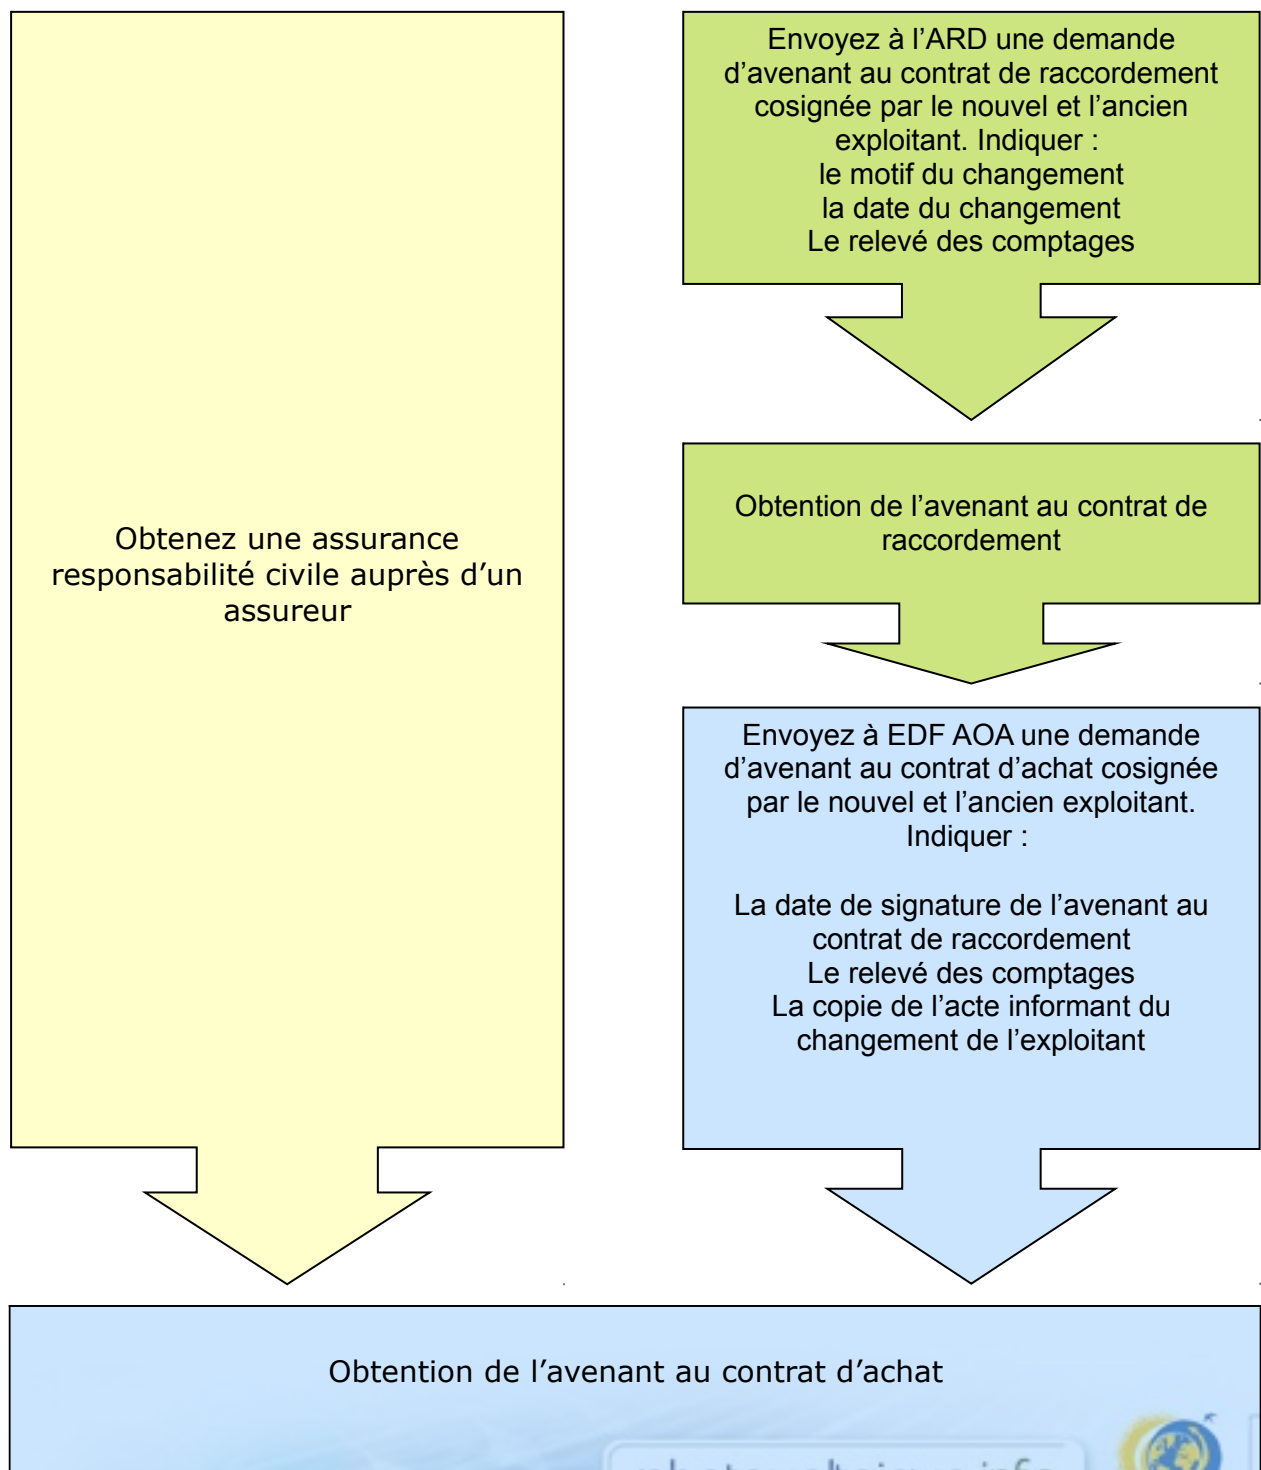 Envoyez à l’ARD une demande
d’avenant au contrat de raccordement
cosignée par le nouvel et l’ancien
exploitant. Indiquer :
le motif du changement
la date du changement
Le relevé des comptages
Obtenez une assurance
responsabilité civile auprès d’un
assureur
Obtention de l’avenant au contrat de
raccordement
Envoyez à EDF AOA une demande
d’avenant au contrat d’achat cosignée
par le nouvel et l’ancien exploitant.
Indiquer :
La date de signature de l’avenant au
contrat de raccordement
Le relevé des comptages
La copie de l’acte informant du
changement de l’exploitant
Obtention de l’avenant au contrat d’achat